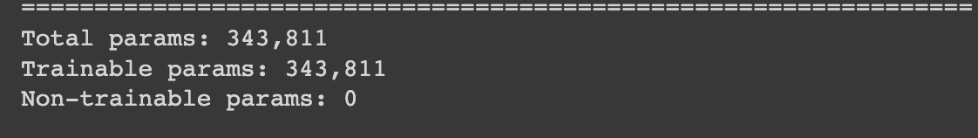 =================================================================
Total params: 343,811
Trainable params: 343,811
Non-trainable params: 0